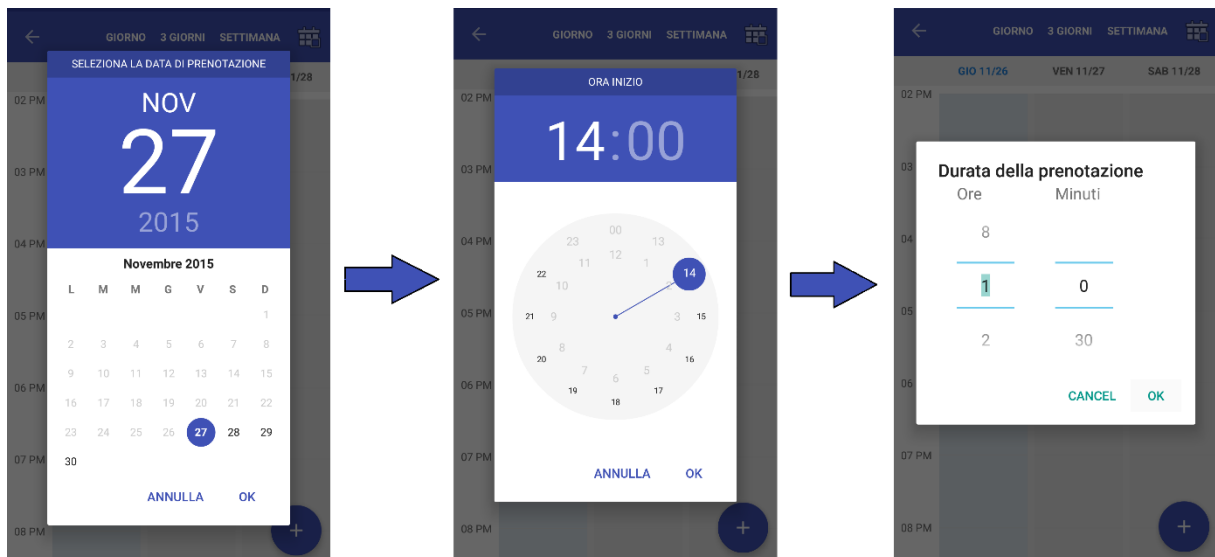 GIORNO 3 GIORNI SETTIMANA
SELEZIONA LA DATA DI PRENOTAZIONE
1/28
NOV
27
2015
Novembre 2015
L M M G V S D
1
2 3 4 5 6 7 8
9 10 11 12 13 14 15
16 17 18 19 20 21 22
23 24 25 26 27 28 29
30
ANNULLA OK
02 PM
03 PM
04 PM
05 PM
06 PM
07 PM
08 PM
+
GIORNO 3 GIORNI SETTIMANA
ORA INIZIO
1/28
14:00
00
23 13
12
11 1
22 14
10 2
21 9 3 15
8 4
20 16
7 5
19 6 17
18
ANNULLA OK
02 PM
03 PM
04 PM
05 PM
06 PM
07 PM
08 PM
+
GIORNO 3 GIORNI SETTIMANA
GIO 11/26 VEN 11/27 SAB 11/28
02 PM
03
04
05
06
07 PM
08 PM
Durata della prenotazione
Ore Minuti
8
1 0
2 30
CANCEL OK
+